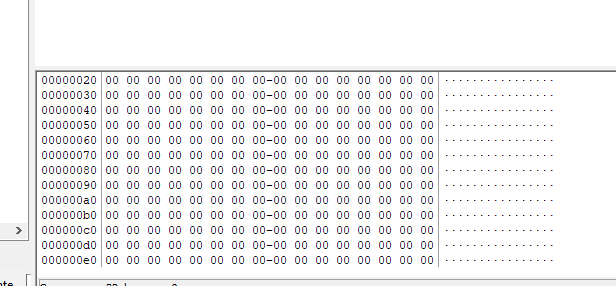 00000020 00 00 00 00 00 00 00 00-00 00 00 00 00 00 00 00 ................
00000030 00 00 00 00 00 00 00 00-00 00 00 00 00 00 00 00 ................
00000040 00 00 00 00 00 00 00 00-00 00 00 00 00 00 00 00 ................
00000050 00 00 00 00 00 00 00 00-00 00 00 00 00 00 00 00 ................
00000060 00 00 00 00 00 00 00 00-00 00 00 00 00 00 00 00 ................
00000070 00 00 00 00 00 00 00 00-00 00 00 00 00 00 00 00 ................
00000080 00 00 00 00 00 00 00 00-00 00 00 00 00 00 00 00 ................
00000090 00 00 00 00 00 00 00 00-00 00 00 00 00 00 00 00 ................
000000a0 00 00 00 00 00 00 00 00-00 00 00 00 00 00 00 00 ................
000000b0 00 00 00 00 00 00 00 00-00 00 00 00 00 00 00 00 ................
000000c0 00 00 00 00 00 00 00 00-00 00 00 00 00 00 00 00 ................
000000d0 00 00 00 00 00 00 00 00-00 00 00 00 00 00 00 00 ................
000000e0 00 00 00 00 00 00 00 00-00 00 00 00 00 00 00 00 ................